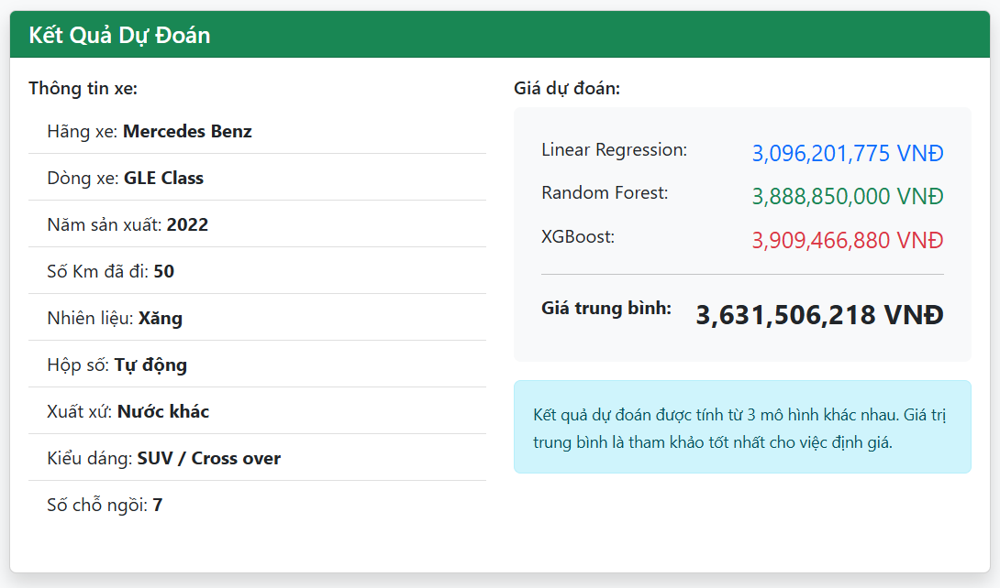 Kết Quả Dự Đoán
Thông tin xe:
Hãng xe: Mercedes Benz
Dòng xe: GLE Class
Năm sản xuất: 2022
Số Km đã đi: 50
Nhiên liệu: Xăng
Hộp số: Tự động
Xuất xứ: Nước khác
Kiểu dáng: SUV / Cross over
Số chỗ ngồi: 7
Giá dự đoán:
Linear Regression: 3,096,201,775 VNĐ
Random Forest: 3,888,850,000 VNĐ
XGBoost: 3,909,466,880 VNĐ
Giá trung bình: 3,631,506,218 VNĐ
Kết quả dự đoán được tính từ 3 mô hình khác nhau. Giá trị
trung bình là tham khảo tốt nhất cho việc định giá.